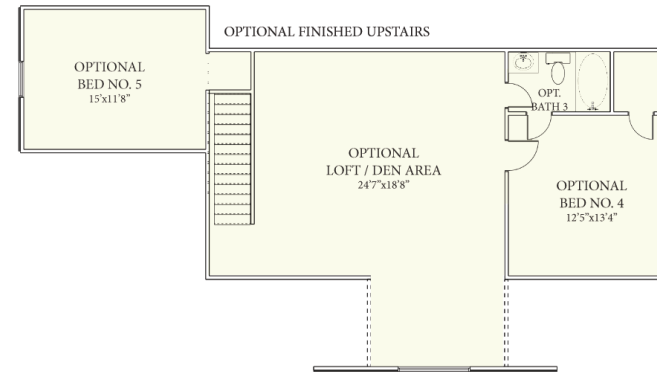 OPTIONAL FINISHED UPSTAIRS
OPTIONAL
BED NO. 5
15'x11'8"
OPT.
BATH 3
OPTIONAL
LOFT / DEN AREA
24'7"x18'8"
OPTIONAL
BED NO. 4
12'5"x13'4"